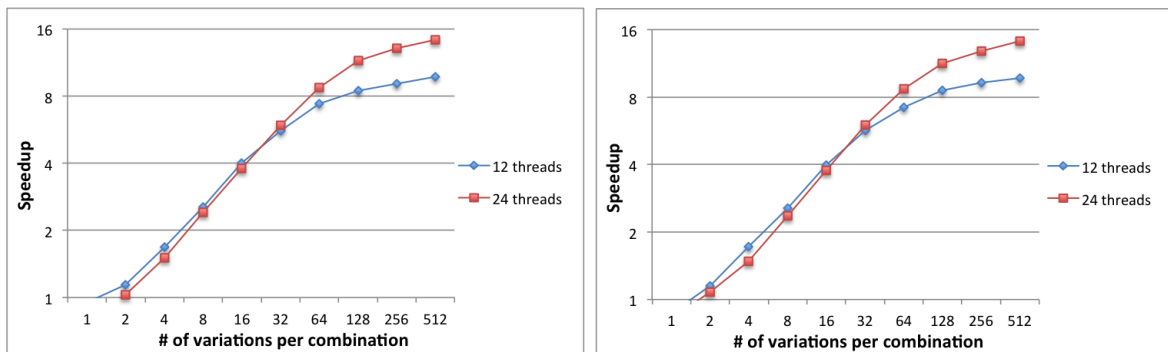 16
8
4
2
1
Speedup
1 2 4 8 16 32 64 128 256 512
# of variations per combination
12 threads
24 threads
16
8
4
2
1
Speedup
1 2 4 8 16 32 64 128 256 512
# of variations per combination
12 threads
24 threads